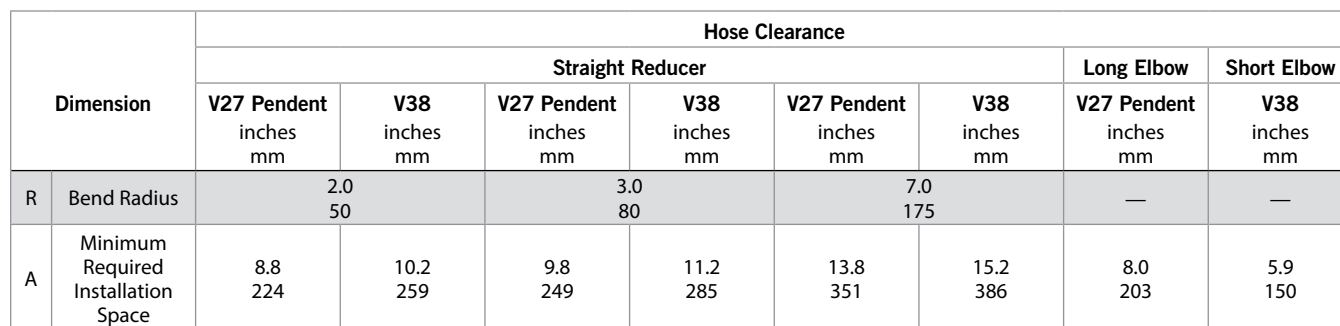 Hose Clearance
Straight Reducer Long Elbow Short Elbow
Dimension V27 Pendent V38 V27 Pendent V38 V27 Pendent V38 V27 Pendent V38
inches inches inches inches inches inches inches inches
mm mm mm mm mm mm mm mm
R Bend Radius 2.0 3.0 7.0 — —
50 80 175
A Minimum Required Installation Space 8.8 10.2 9.8 11.2 13.8 15.2 8.0 5.9
224 259 249 285 351 386 203 150